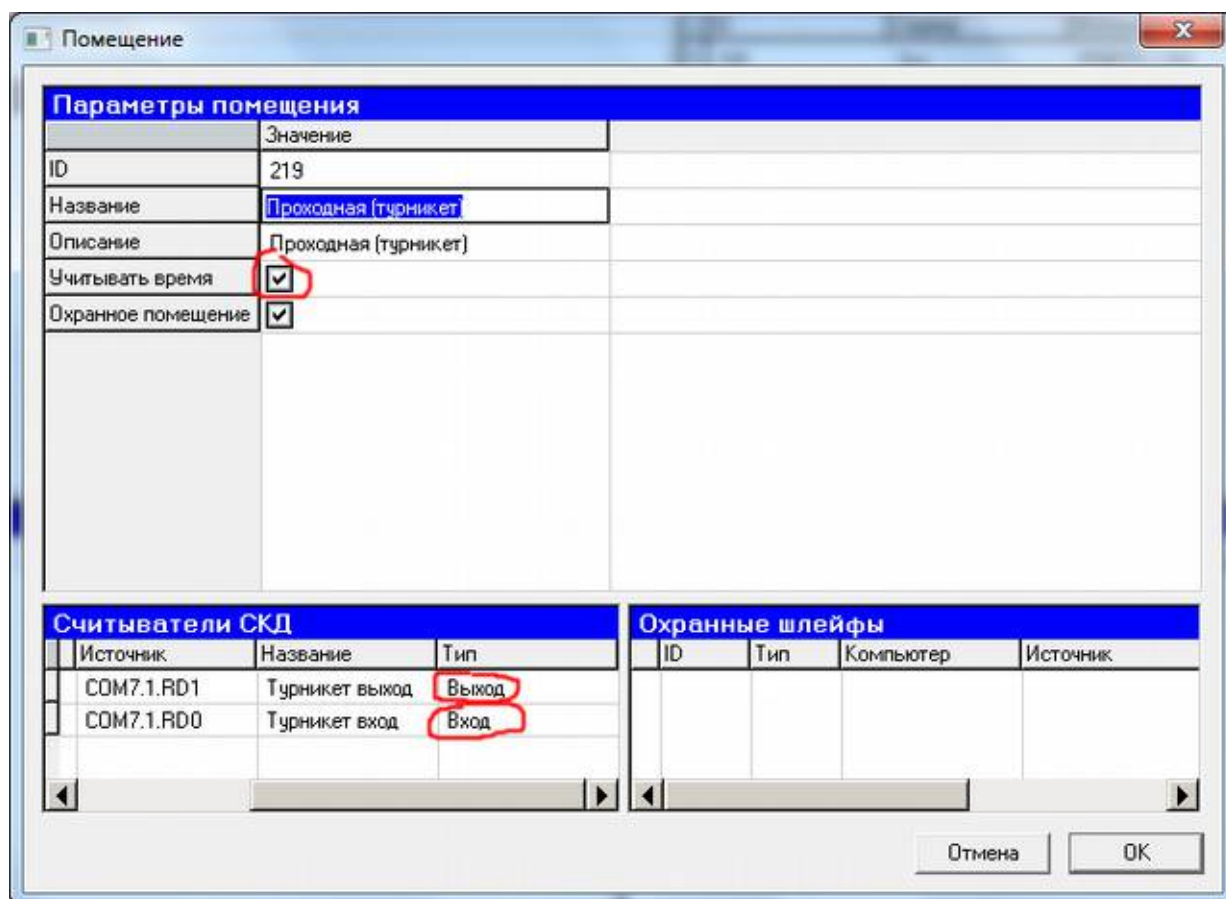 Помещение
Параметры помещения
Значение
ID 219
Название Проходная (турникет)
Описание Проходная (турникет)
Учитывать время
Охранное помещение
Считыватели СКД
Источник Название Тип
COM7.1.RD1 Турникет выход Выход
COM7.1.RD0 Турникет вход Вход
Охранные шлейфы
ID Тип Компьютер Источник
Отмена OK